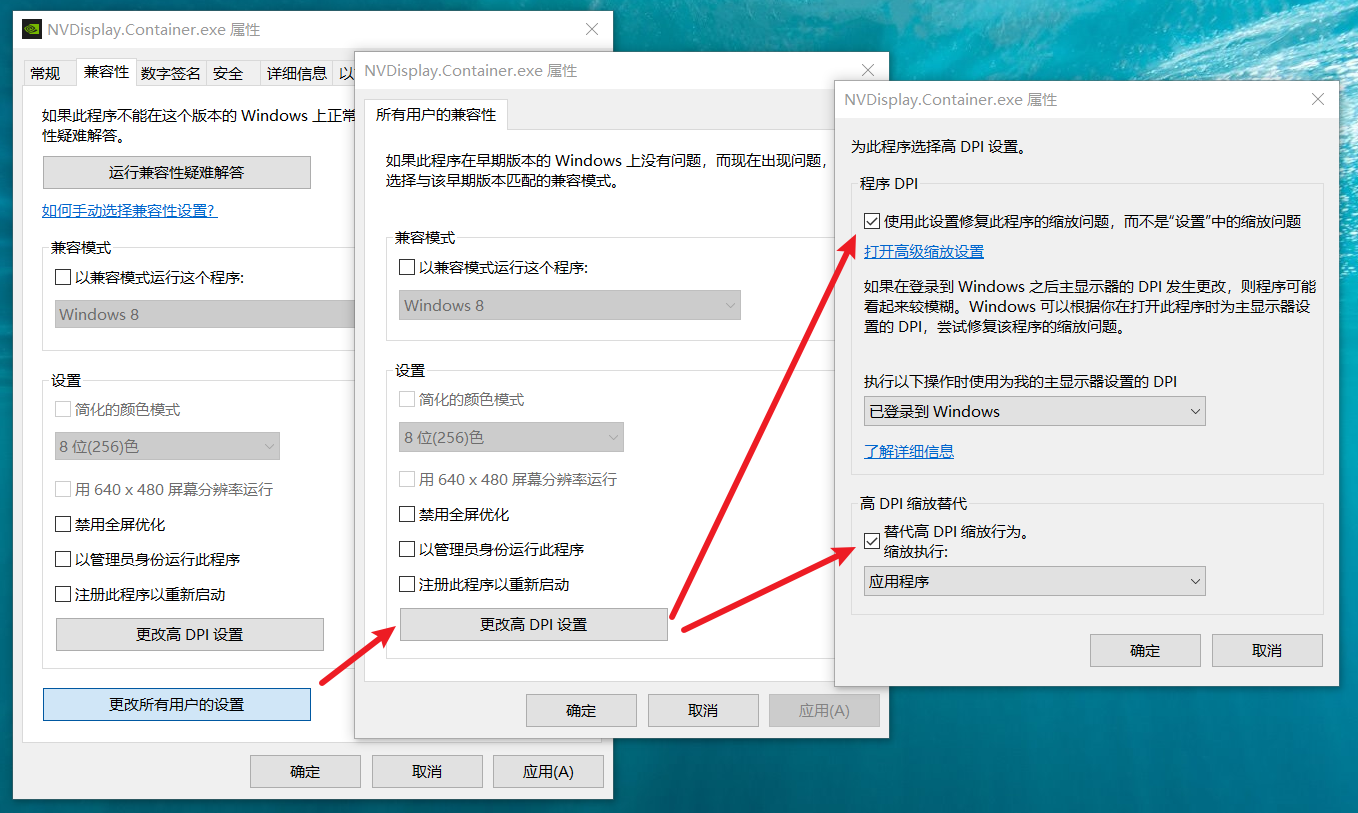 NVDisplay.Container.exe 属性
常规
兼容性
数字签名
安全
详细信息
以
如果此程序不能在这个版本的 Windows 上正常
性疑难解答。
运行兼容性疑难解答
如何手动选择兼容性设置?
兼容模式
以兼容模式运行这个程序:
Windows 8
设置
简化的颜色模式
8 位(256)色
用 640 x 480 屏幕分辨率运行
禁用全屏优化
以管理员身份运行此程序
注册此程序以重新启动
更改高 DPI 设置
更改所有用户的设置
确定
取消
应用(A)
NVDisplay.Container.exe 属性
所有用户的兼容性
如果此程序在早期版本的 Windows 上没有问题，而现在出现问题，
选择与该早期版本匹配的兼容模式。
兼容模式
以兼容模式运行这个程序:
Windows 8
设置
简化的颜色模式
8 位(256)色
用 640 x 480 屏幕分辨率运行
禁用全屏优化
以管理员身份运行此程序
注册此程序以重新启动
更改高 DPI 设置
确定
取消
应用(A)
NVDisplay.Container.exe 属性
为此程序选择高 DPI 设置。
程序 DPI
使用此设置修复此程序的缩放问题，而不是“设置”中的缩放问题
打开高级缩放设置
如果在登录到 Windows 之后主显示器的 DPI 发生更改，则程序可能
看起来较模糊。Windows 可以根据你在打开此程序时为主显示器设
置的 DPI，尝试修复该程序的缩放问题。
执行以下操作时使用为我的主显示器设置的 DPI
已登录到 Windows
了解详细信息
高 DPI 缩放替代
替代高 DPI 缩放行为。
缩放执行:
应用程序
确定
取消